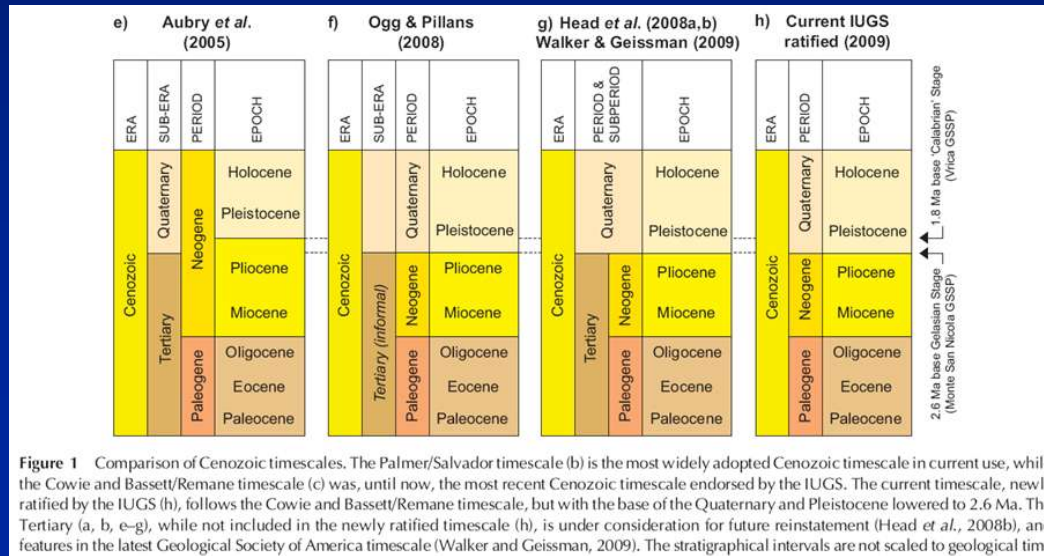 e) Aubry et al.
(2005)
ERA
SUB-ERA
PERIOD
EPOCH
Cenozoic
Quaternary
Tertiary
Neogene
Paleogene
Holocene
Pleistocene
Pliocene
Miocene
Oligocene
Eocene
Paleocene
f) Ogg & Pillans
(2008)
ERA
SUB-ERA
PERIOD
EPOCH
Cenozoic
Tertiary (informal)
Quaternary
Neogene
Paleogene
Holocene
Pleistocene
Pliocene
Miocene
Oligocene
Eocene
Paleocene
g) Head et al. (2008a,b)
Walker & Geissman (2009)
ERA
PERIOD &
SUBPERIOD
EPOCH
Cenozoic
Quaternary
Tertiary
Neogene
Paleogene
Holocene
Pleistocene
Pliocene
Miocene
Oligocene
Eocene
Paleocene
h) Current IUGS
ratified (2009)
ERA
PERIOD
EPOCH
Cenozoic
Quaternary
Neogene
Paleogene
Holocene
Pleistocene
Pliocene
Miocene
Oligocene
Eocene
Paleocene
1.8 Ma base 'Calabrian' Stage
(Vrica GSSP)
2.6 Ma base Gelasian Stage
(Monte San Nicola GSSP)
Figure 1 Comparison of Cenozoic timescales. The Palmer/Salvador timescale (b) is the most widely adopted Cenozoic timescale in current use, whil
the Cowie and Bassett/Remane timescale (c) was, until now, the most recent Cenozoic timescale endorsed by the IUGS. The current timescale, newl
ratified by the IUGS (h), follows the Cowie and Bassett/Remane timescale, but with the base of the Quaternary and Pleistocene lowered to 2.6 Ma. Th
Tertiary (a, b, e–g), while not included in the newly ratified timescale (h), is under consideration for future reinstatement (Head et al., 2008b), an
features in the latest Geological Society of America timescale (Walker and Geissman, 2009). The stratigraphical intervals are not scaled to geological tim